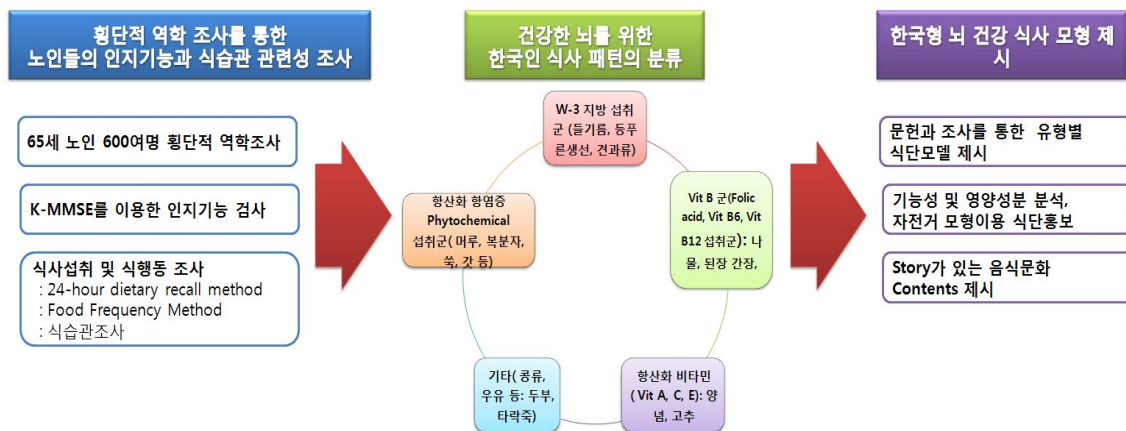 횡단적 역학 조사를 통한
노인들의 인지기능과 식습관 관련성 조사
65세 노인 600여명 횡단적 역학조사
K-MMSE를 이용한 인지기능 검사
식사섭취 및 식행동 조사
: 24-hour dietary recall method
: Food Frequency Method
: 식습관조사
건강한 뇌를 위한
한국인 식사 패턴의 분류
W-3 지방 섭취
군 (들기름, 등푸
른생선, 견과류)
항산화 항염증
Phytochemical
섭취군( 머루, 복분자,
쑥, 갓 등)
Vit B 군(Folic
acid, Vit B6, Vit
B12 섭취군): 나
물, 된장 간장,
기타( 콩류,
우유 등: 두부,
타락죽)
항산화 비타민
( Vit A, C, E): 양
념, 고추
한국형 뇌 건강 식사 모형 제
시
문헌과 조사를 통한 유형별
식단모델 제시
기능성 및 영양성분 분석,
자전거 모형이용 식단홍보
Story가 있는 음식문화
Contents 제시